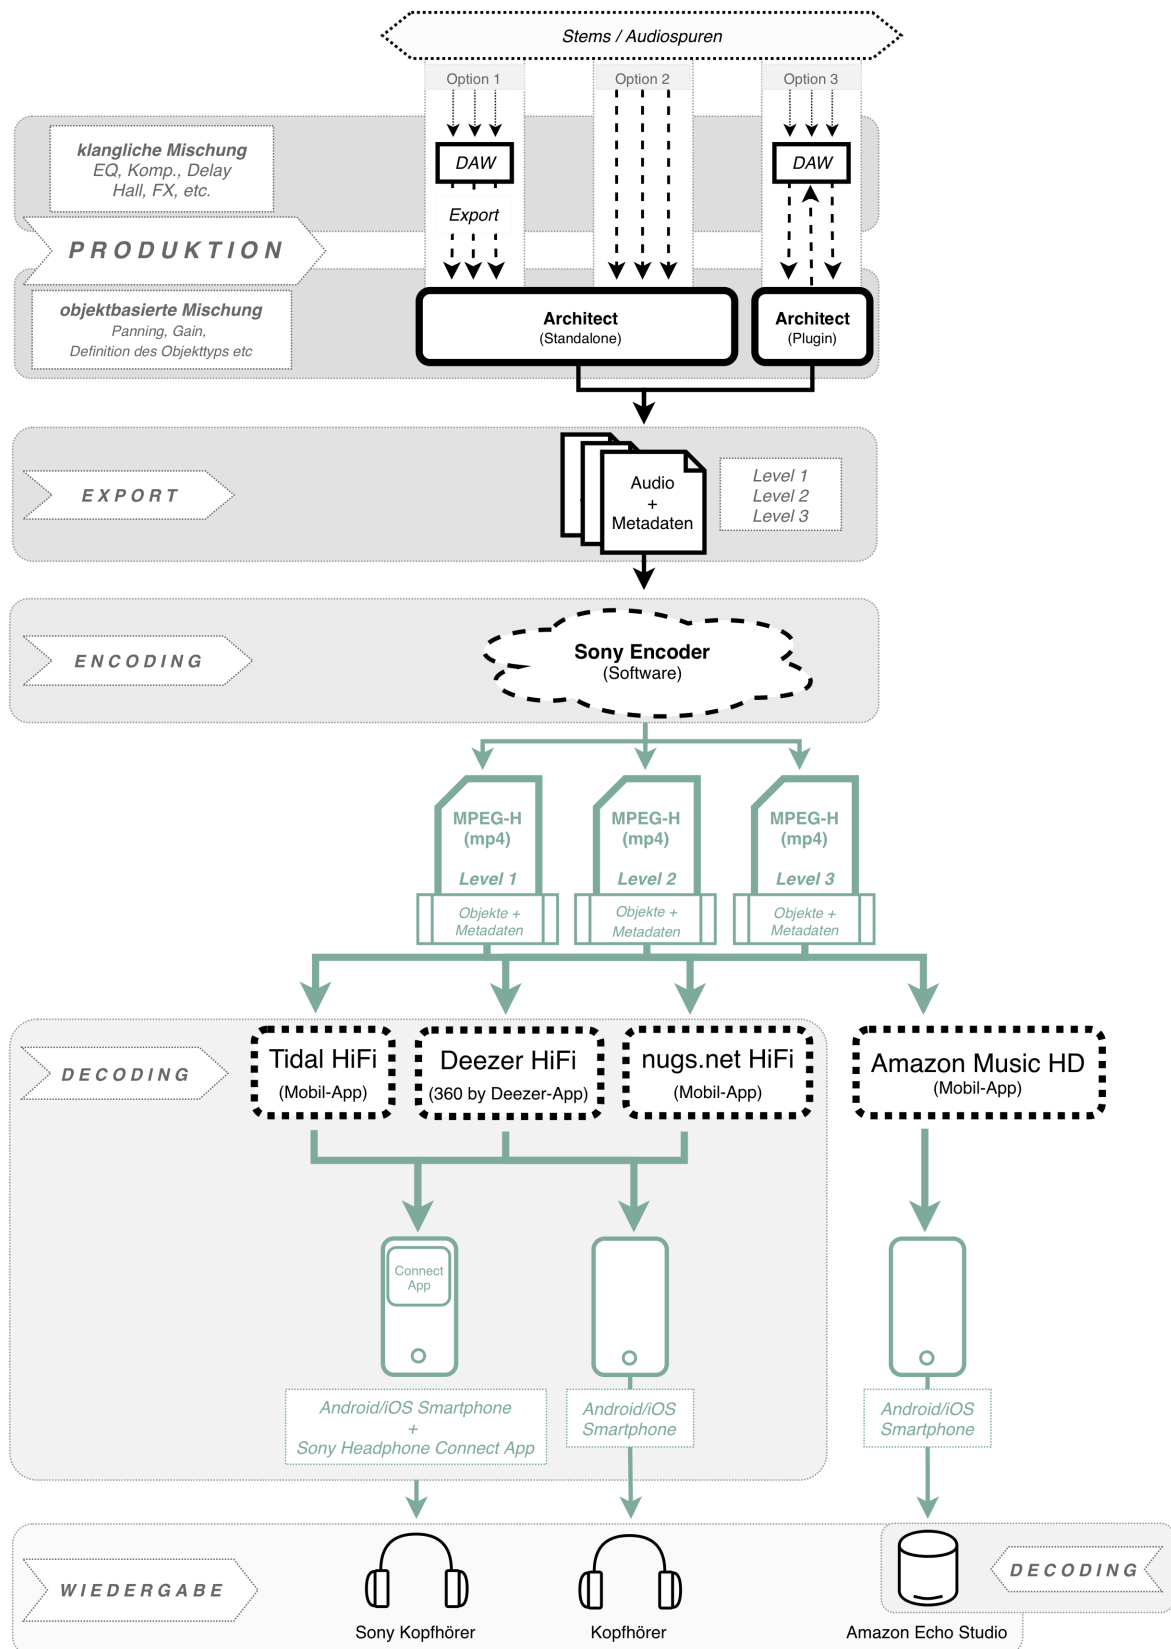 Stems / Audiospuren
Option 1
Option 2
Option 3
klangliche Mischung
EQ, Komp., Delay
Hall, FX, etc.
DAW
DAW
Export
PRODUKTION
objektbasierte Mischung
Panning, Gain,
Definition des Objekttyps etc
Architect
(Standalone)
Architect
(Plugin)
EXPORT
Audio
+
Metadaten
Level 1
Level 2
Level 3
ENCODING
Sony Encoder
(Software)
MPEG-H
(mp4)
Level 1
Objekte +
Metadaten
MPEG-H
(mp4)
Level 2
Objekte +
Metadaten
MPEG-H
(mp4)
Level 3
Objekte +
Metadaten
DECODING
Tidal HiFi
(Mobil-App)
Deezer HiFi
(360 by Deezer-App)
nugs.net HiFi
(Mobil-App)
Amazon Music HD
(Mobil-App)
Connect
App
Android/iOS Smartphone
+
Sony Headphone Connect App
Android/iOS
Smartphone
Android/iOS
Smartphone
WIEDERGABE
DECODING
Sony Kopfhörer
Kopfhörer
Amazon Echo Studio